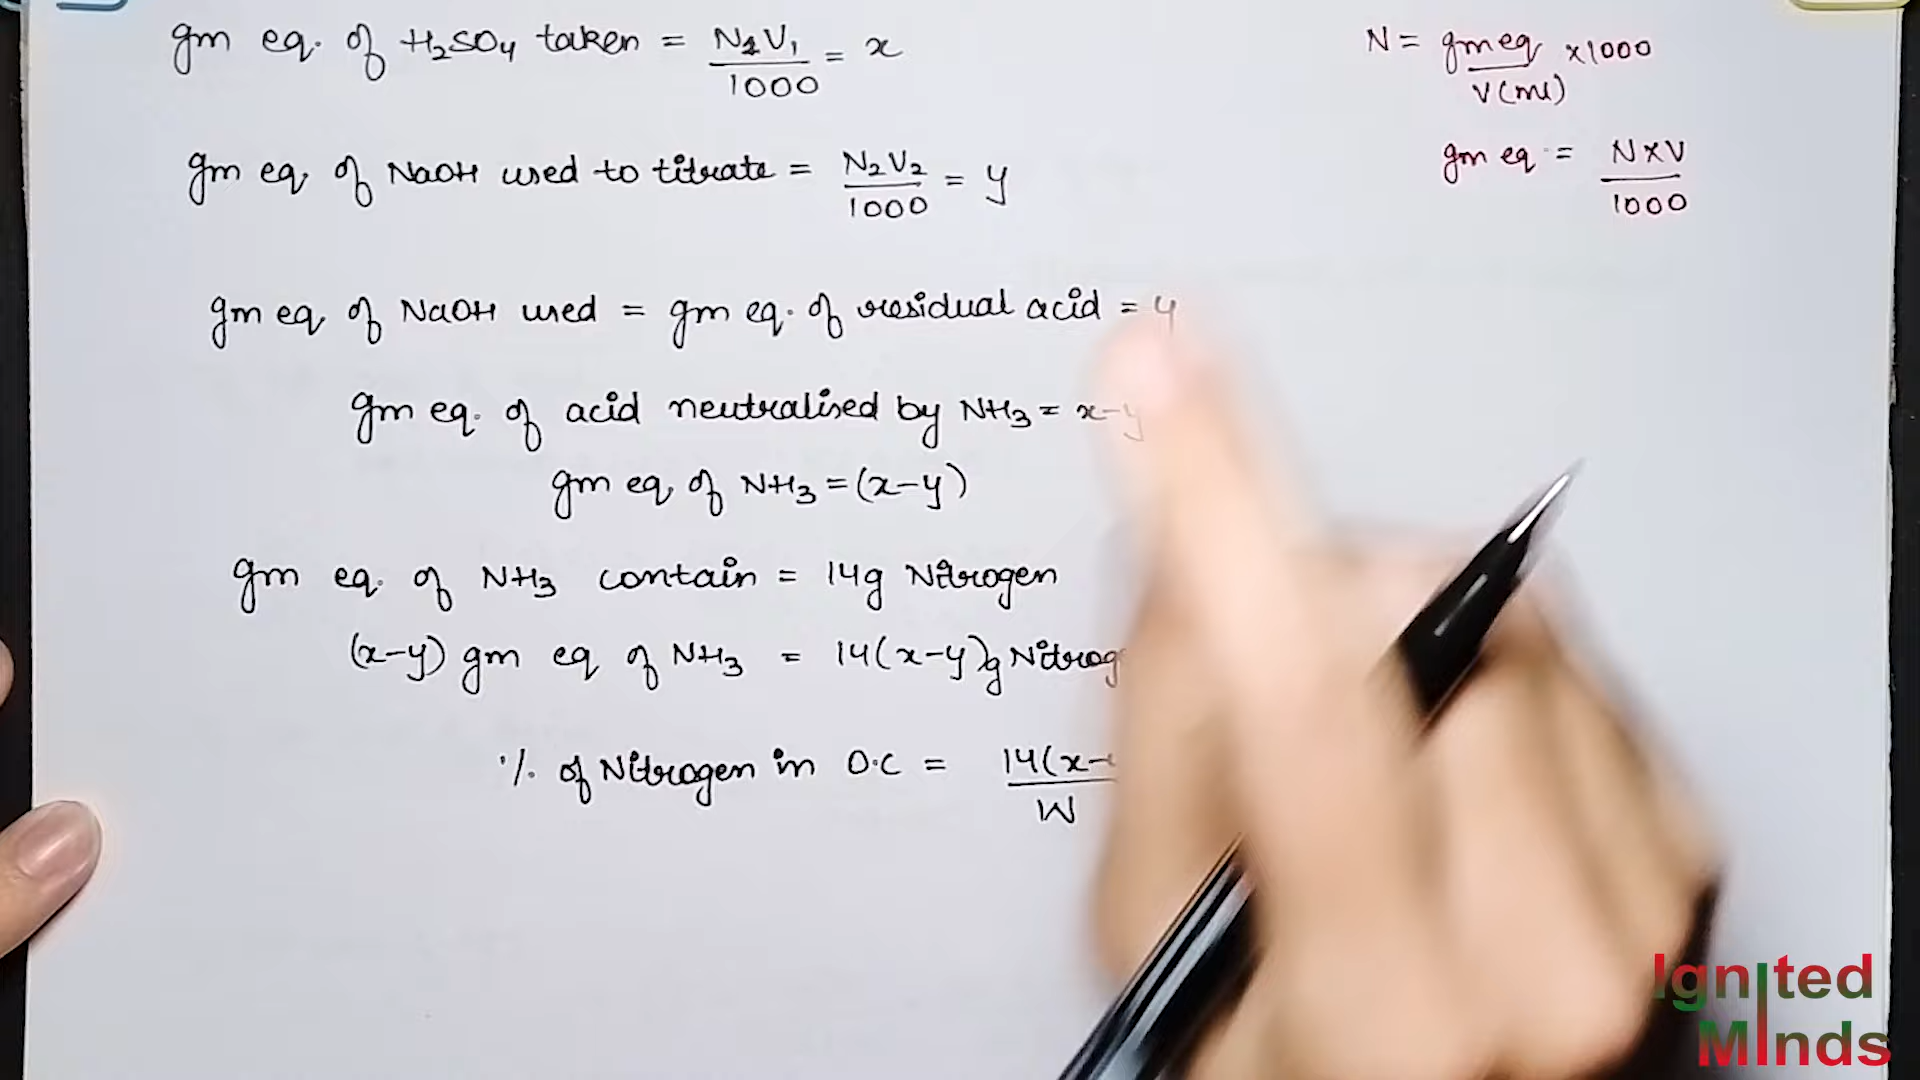 gm eq. of H₂SO₄ taken = N₁V₁/1000 = x
N = gmeq/V(ml) ×1000
gm eq of NaOH used to titrate = N₂V₂/1000 = y
gm eq = N×V/1000
gm eq of NaOH used = gm eq. of residual acid = y
gm eq. of acid neutralised by NH₃ = x-y
gm eq of NH₃ = (x-y)
gm eq. of NH₃ contain = 14g Nitrogen
(x-y) gm eq of NH₃ = 14(x-y)g
% of Nitrogen in O.C = 14(x-/W
Ignited
Minds